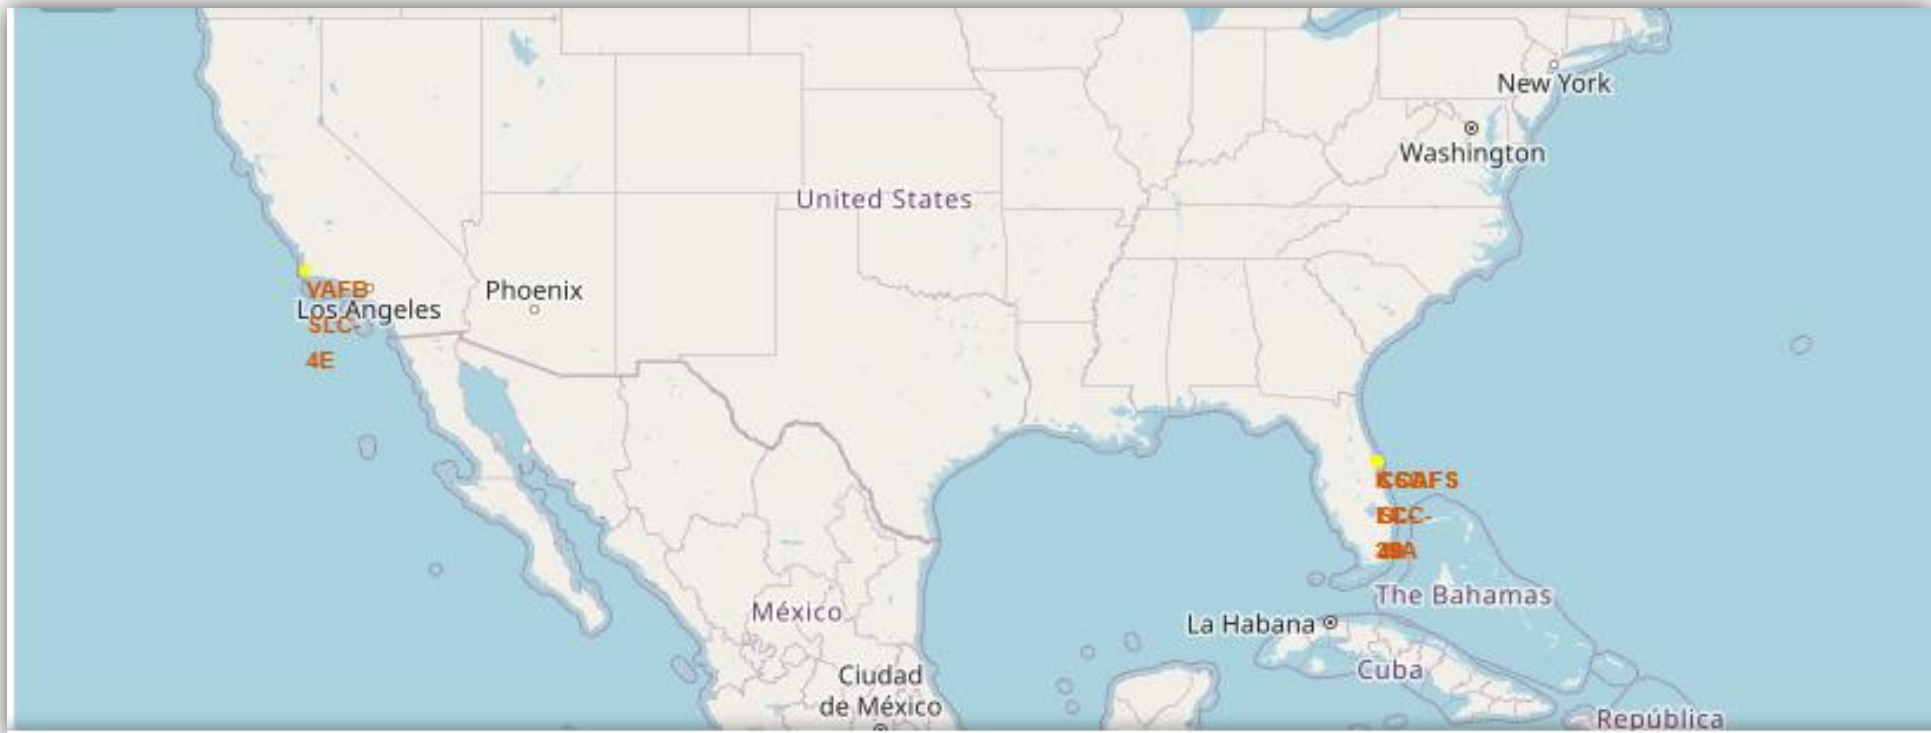 New York
Washington
United States
VAFB
Los Angeles
SLC-
4E
Phoenix
México
Ciudad
de México
La Habana
Cuba
The Bahamas
República